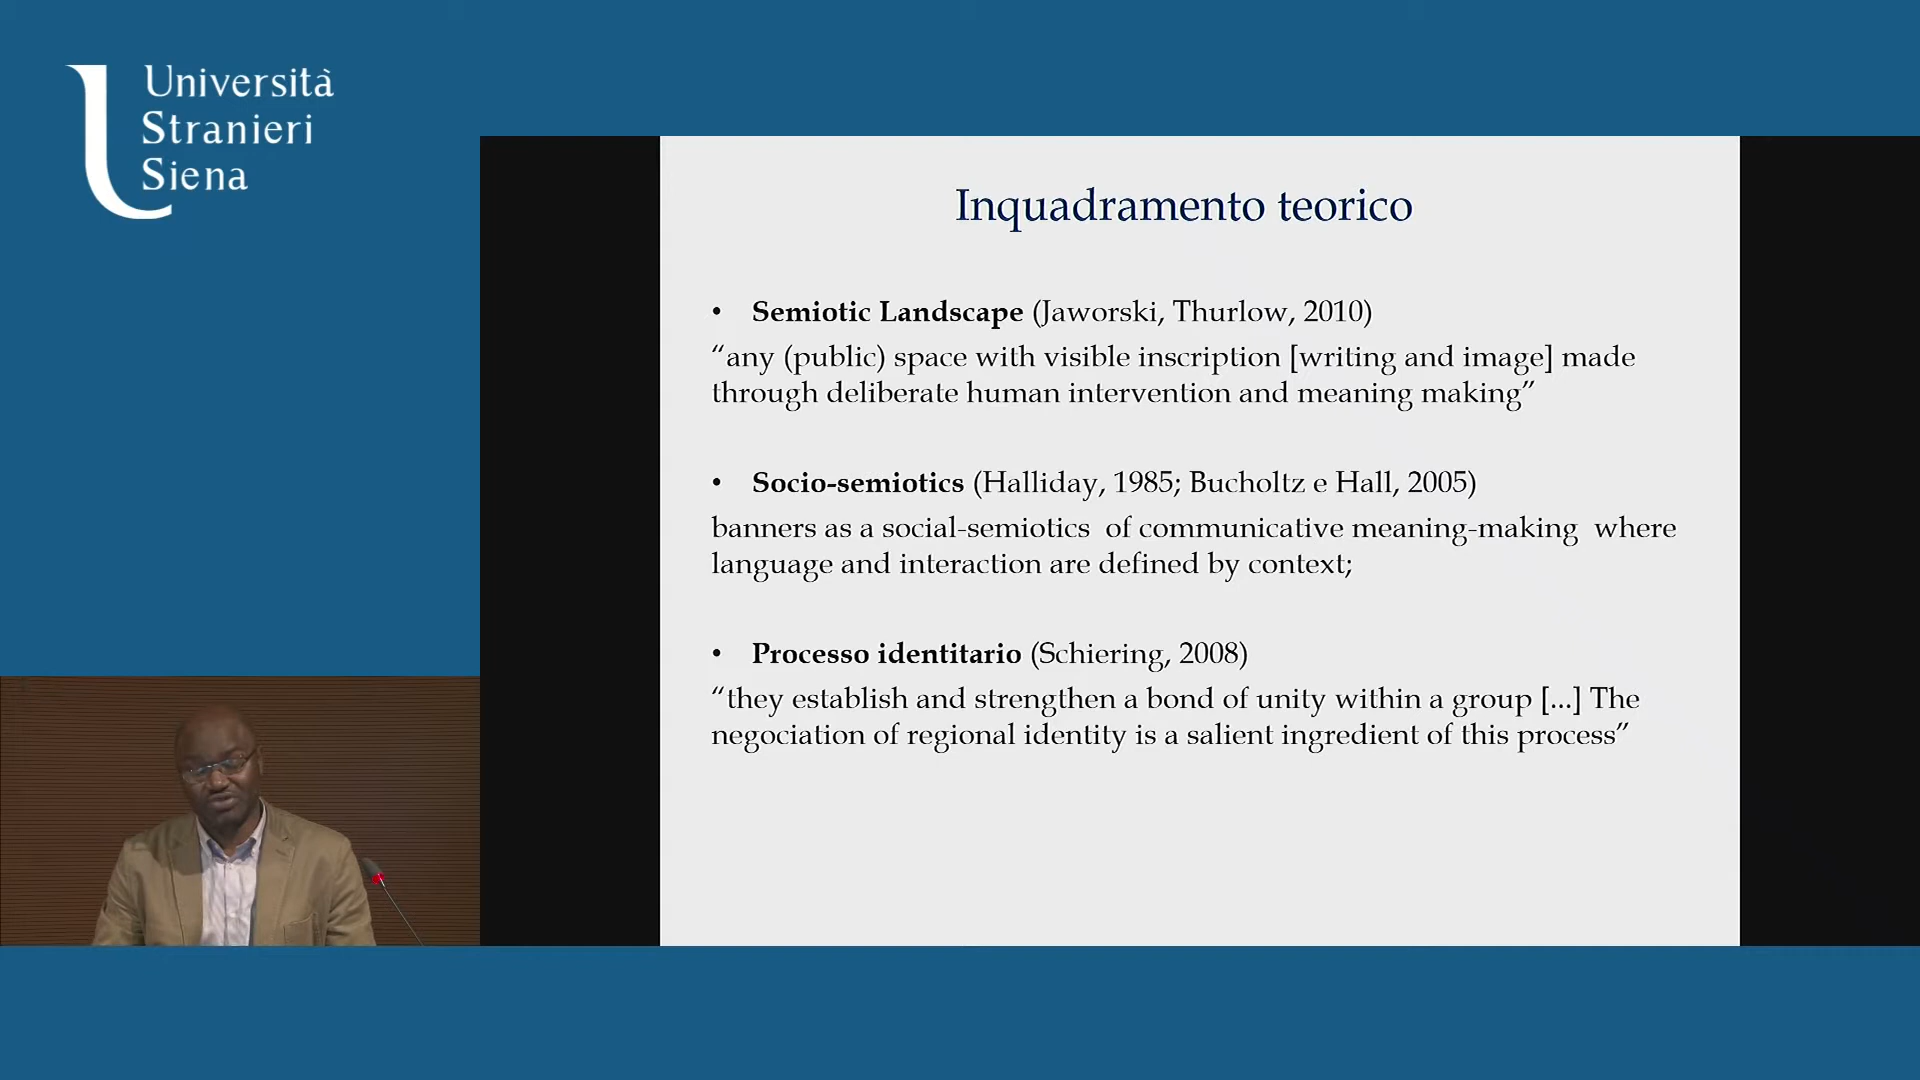 Università
Stranieri
Siena
Inquadramento teorico
• Semiotic Landscape (Jaworski, Thurlow, 2010)
“any (public) space with visible inscription [writing and image] made
through deliberate human intervention and meaning making”
• Socio-semiotics (Halliday, 1985; Bucholtz e Hall, 2005)
banners as a social-semiotics of communicative meaning-making where
language and interaction are defined by context;
• Processo identitario (Schiering, 2008)
“they establish and strengthen a bond of unity within a group [...] The
negociation of regional identity is a salient ingredient of this process”